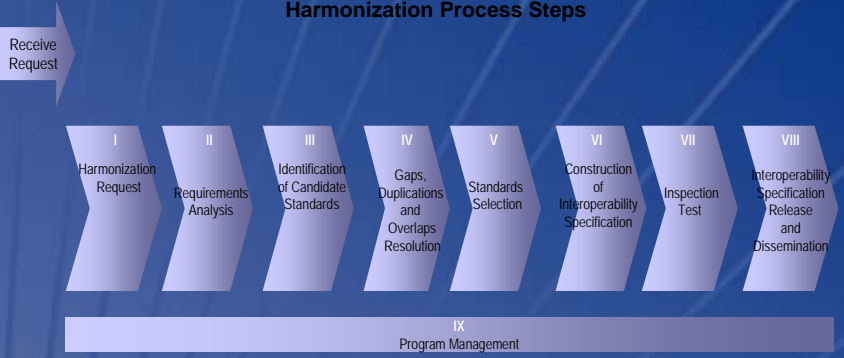 Harmonization Process Steps
Receive
Request
I
Harmonization
Request
II
Requirements
Analysis
III
Identification
of Candidate
Standards
IV
Gaps,
Duplications
and
Overlaps
Resolution
V
Standards
Selection
VI
Construction
of
Interoperability
Specification
VII
Inspection
Test
VIII
Interoperability
Specification
Release
and
Dissemination
IX
Program Management